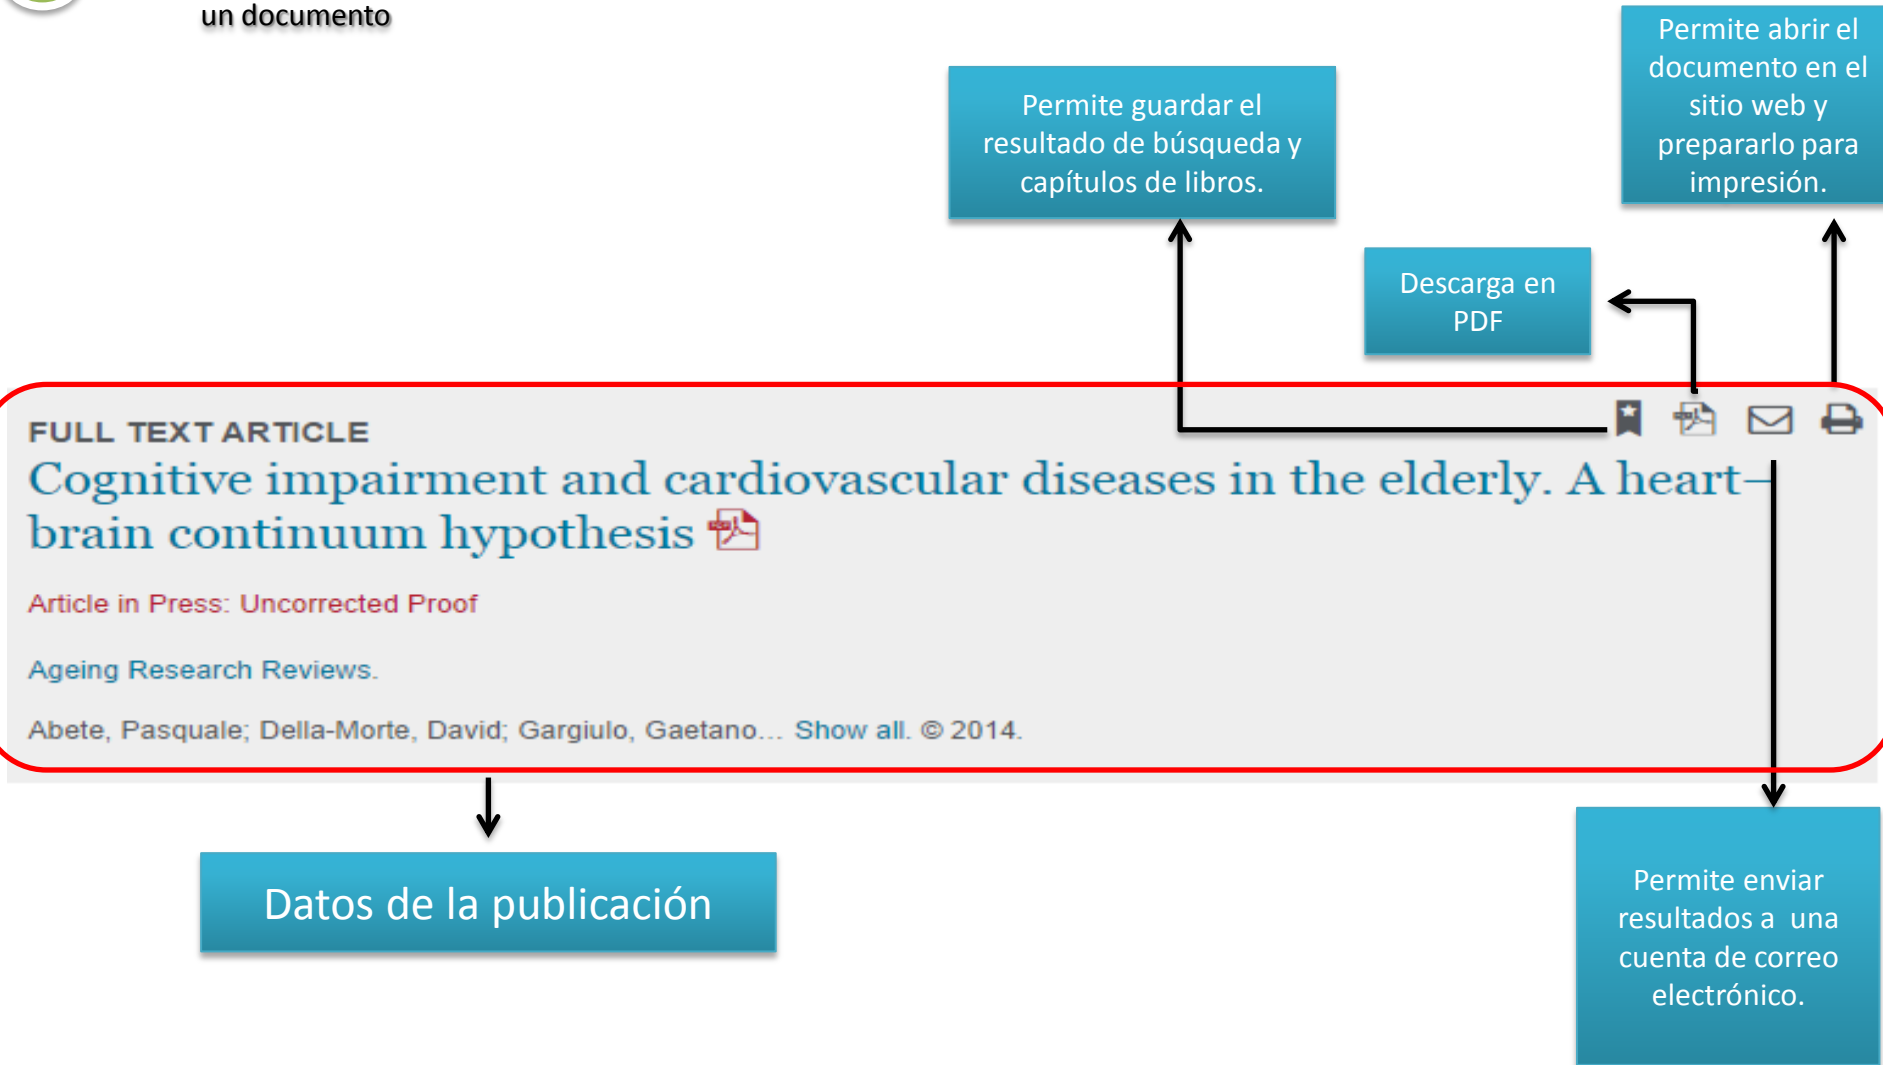 un documento
Permite abrir el
documento en el
sitio web y
prepararlo para
impresión.
Permite guardar el
resultado de búsqueda y
capítulos de libros.
Descarga en
PDF
FULL TEXT ARTICLE
Cognitive impairment and cardiovascular diseases in the elderly. A heart–
brain continuum hypothesis
Article in Press: Uncorrected Proof
Ageing Research Reviews.
Abete, Pasquale; Della-Morte, David; Gargiulo, Gaetano... Show all. © 2014.
Datos de la publicación
Permite enviar
resultados a una
cuenta de correo
electrónico.